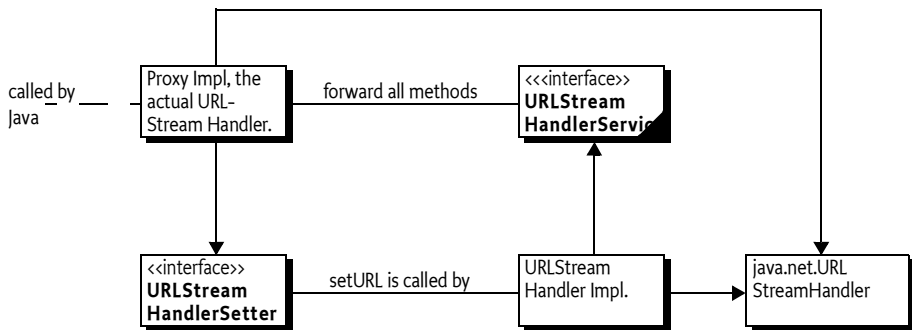 called by
Java
Proxy Impl, the
actual URL-
Stream Handler.
forward all methods
<<<interface>>
URLStream
HandlerServic
<<interface>>
URLStream
HandlerSetter
setURL is called by
URLStream
Handler Impl.
java.net.URL
StreamHandler